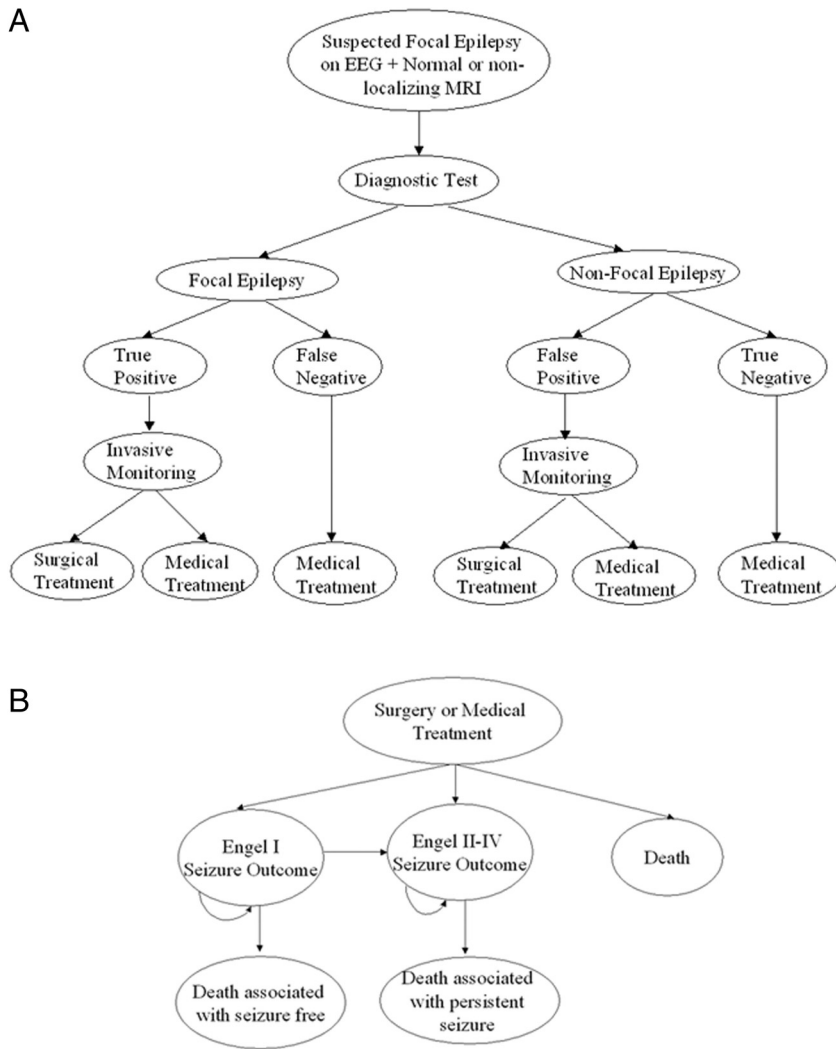 A
Suspected Focal Epilepsy
on EEG + Normal or non-
localizing MRI
Diagnostic Test
Focal Epilepsy
Non-Focal Epilepsy
True
Positive
False
Negative
False
Positive
True
Negative
Invasive
Monitoring
Invasive
Monitoring
Surgical
Treatment
Medical
Treatment
Medical
Treatment
Surgical
Treatment
Medical
Treatment
Medical
Treatment
B
Surgery or Medical
Treatment
Engel I
Seizure Outcome
Engel II-IV
Seizure Outcome
Death
Death associated
with seizure free
Death associated
with persistent
seizure